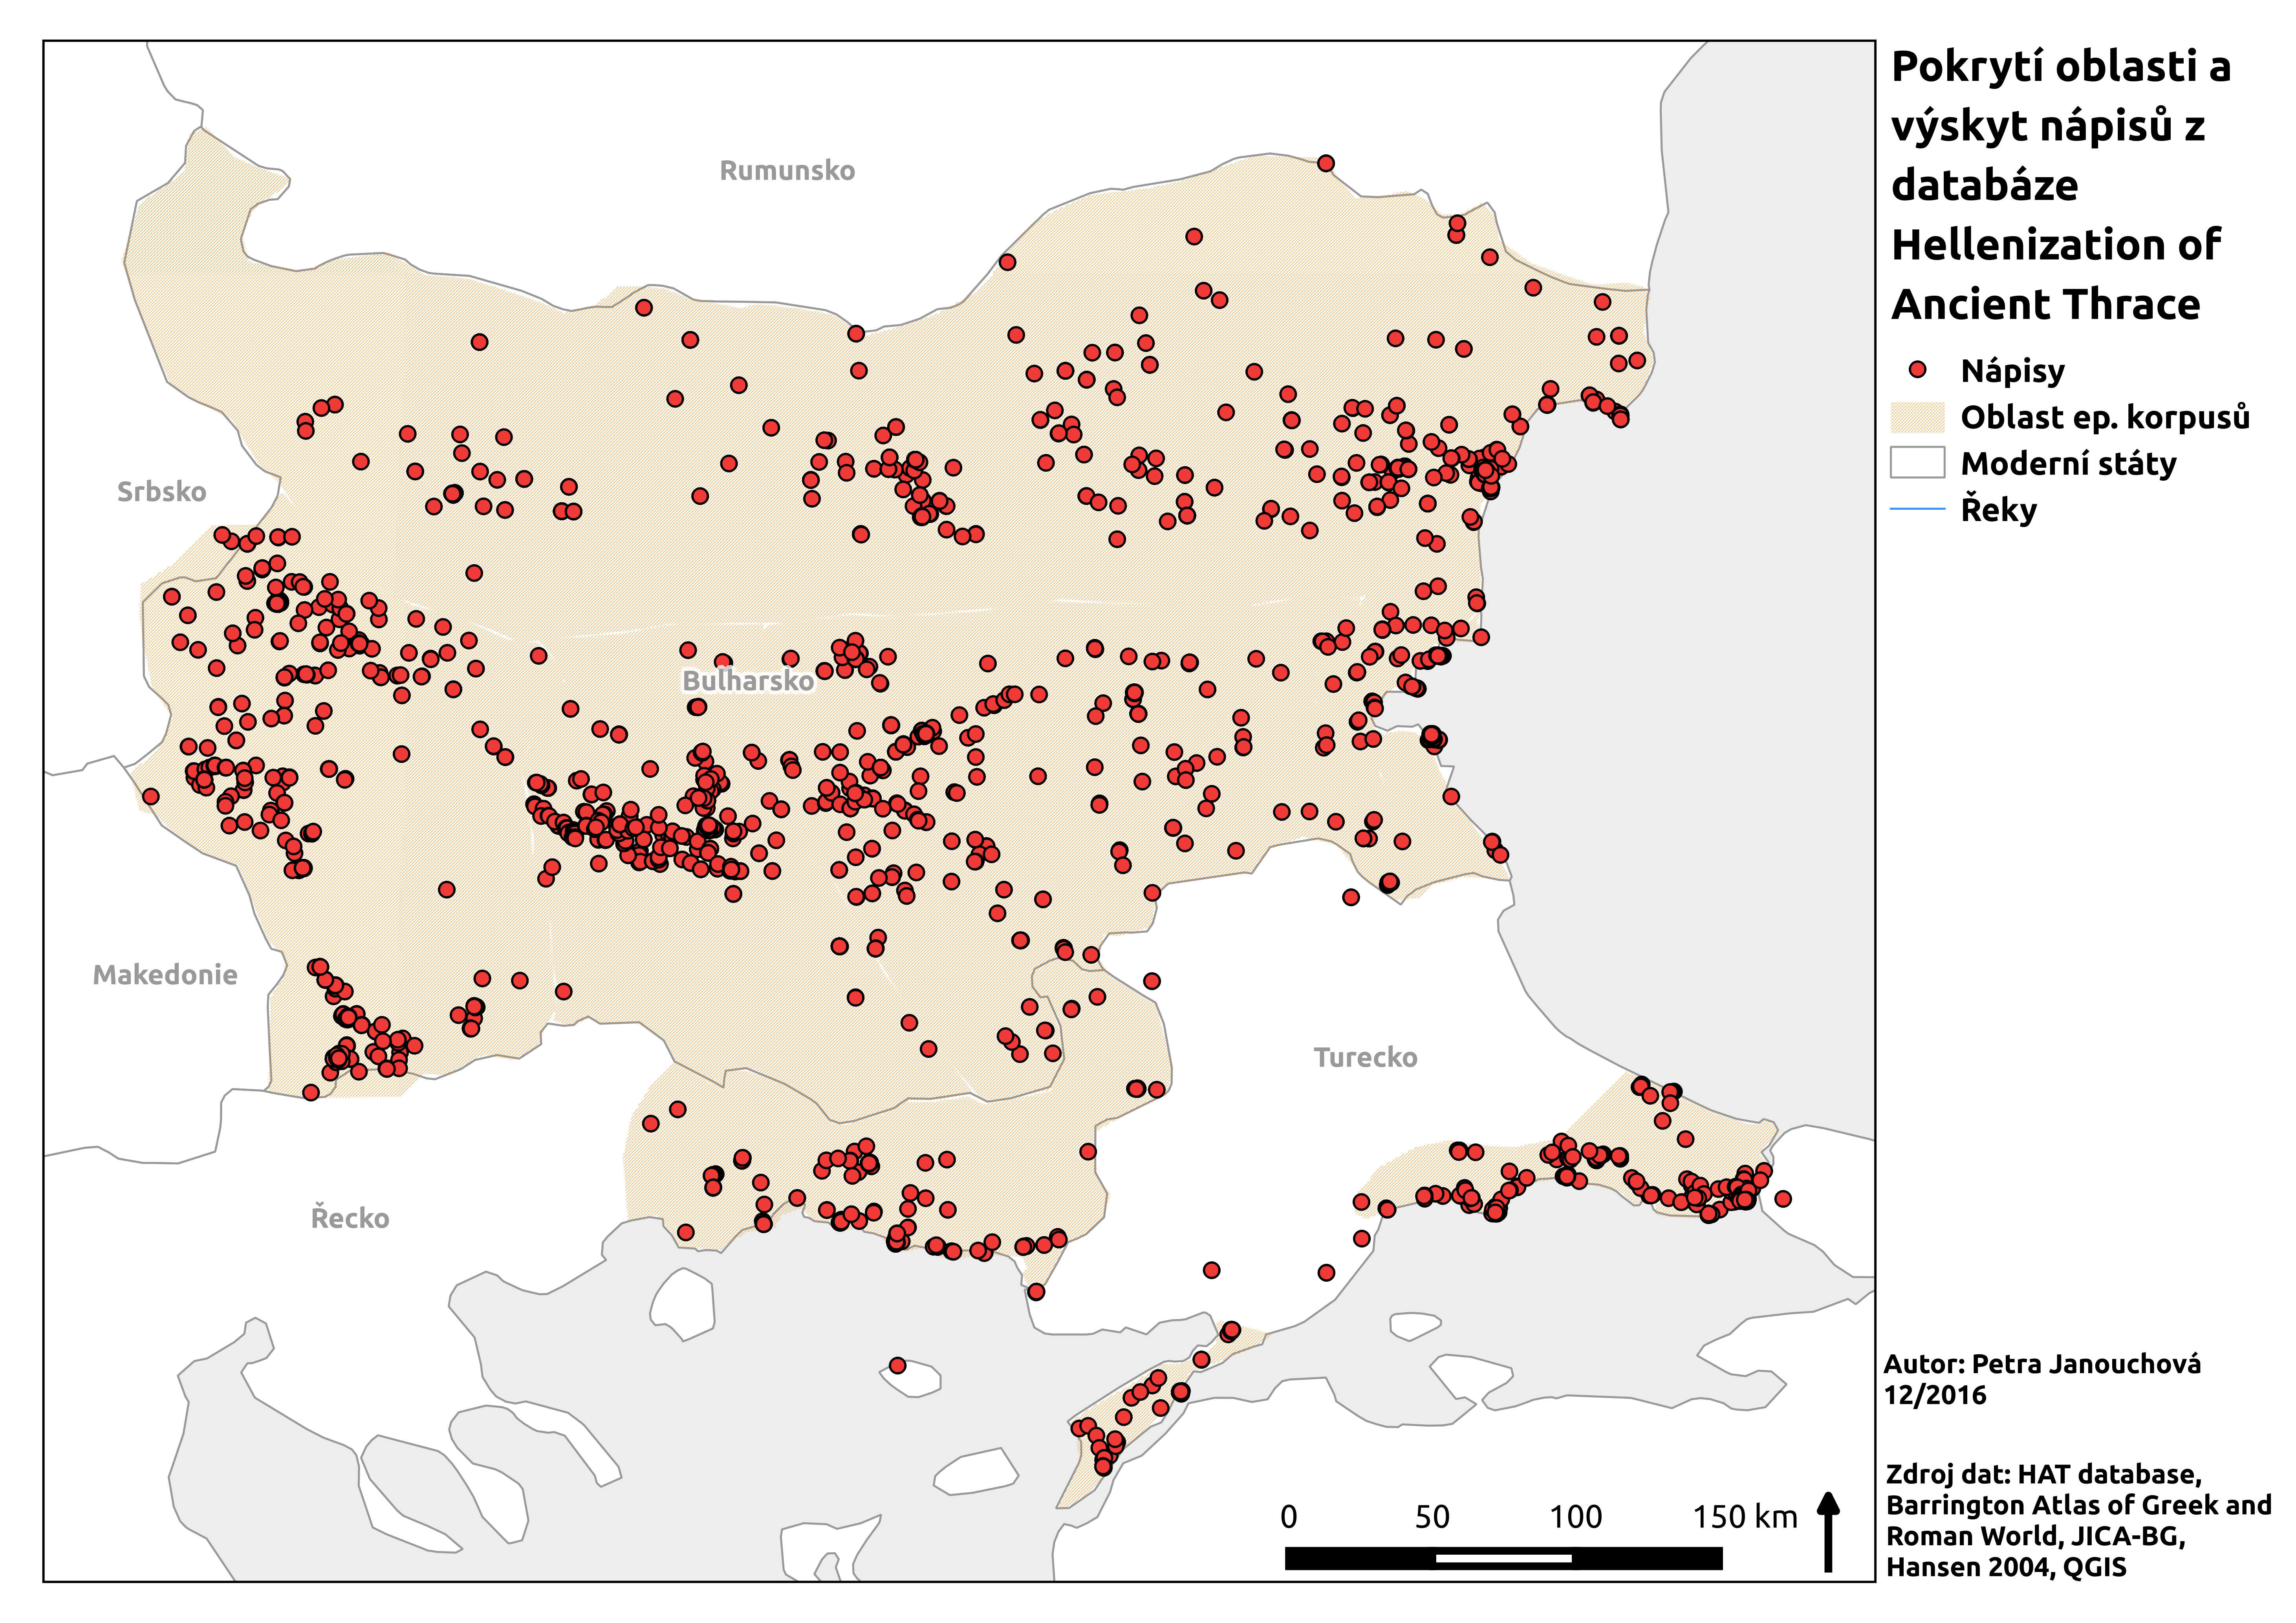 Pokrytí oblasti a
výskyt nápisů z
databáze
Hellenization of
Ancient Thrace
Nápisy
Oblast ep. korpusů
Moderní státy
Řeky
Rumunsko
Srbsko
Bulharsko
Makedonie
Turecko
Řecko
Autor: Petra Janouchová
12/2016
Zdroj dat: HAT database,
Barrington Atlas of Greek and
Roman World, JICA-BG,
Hansen 2004, QGIS
0 50 100 150 km